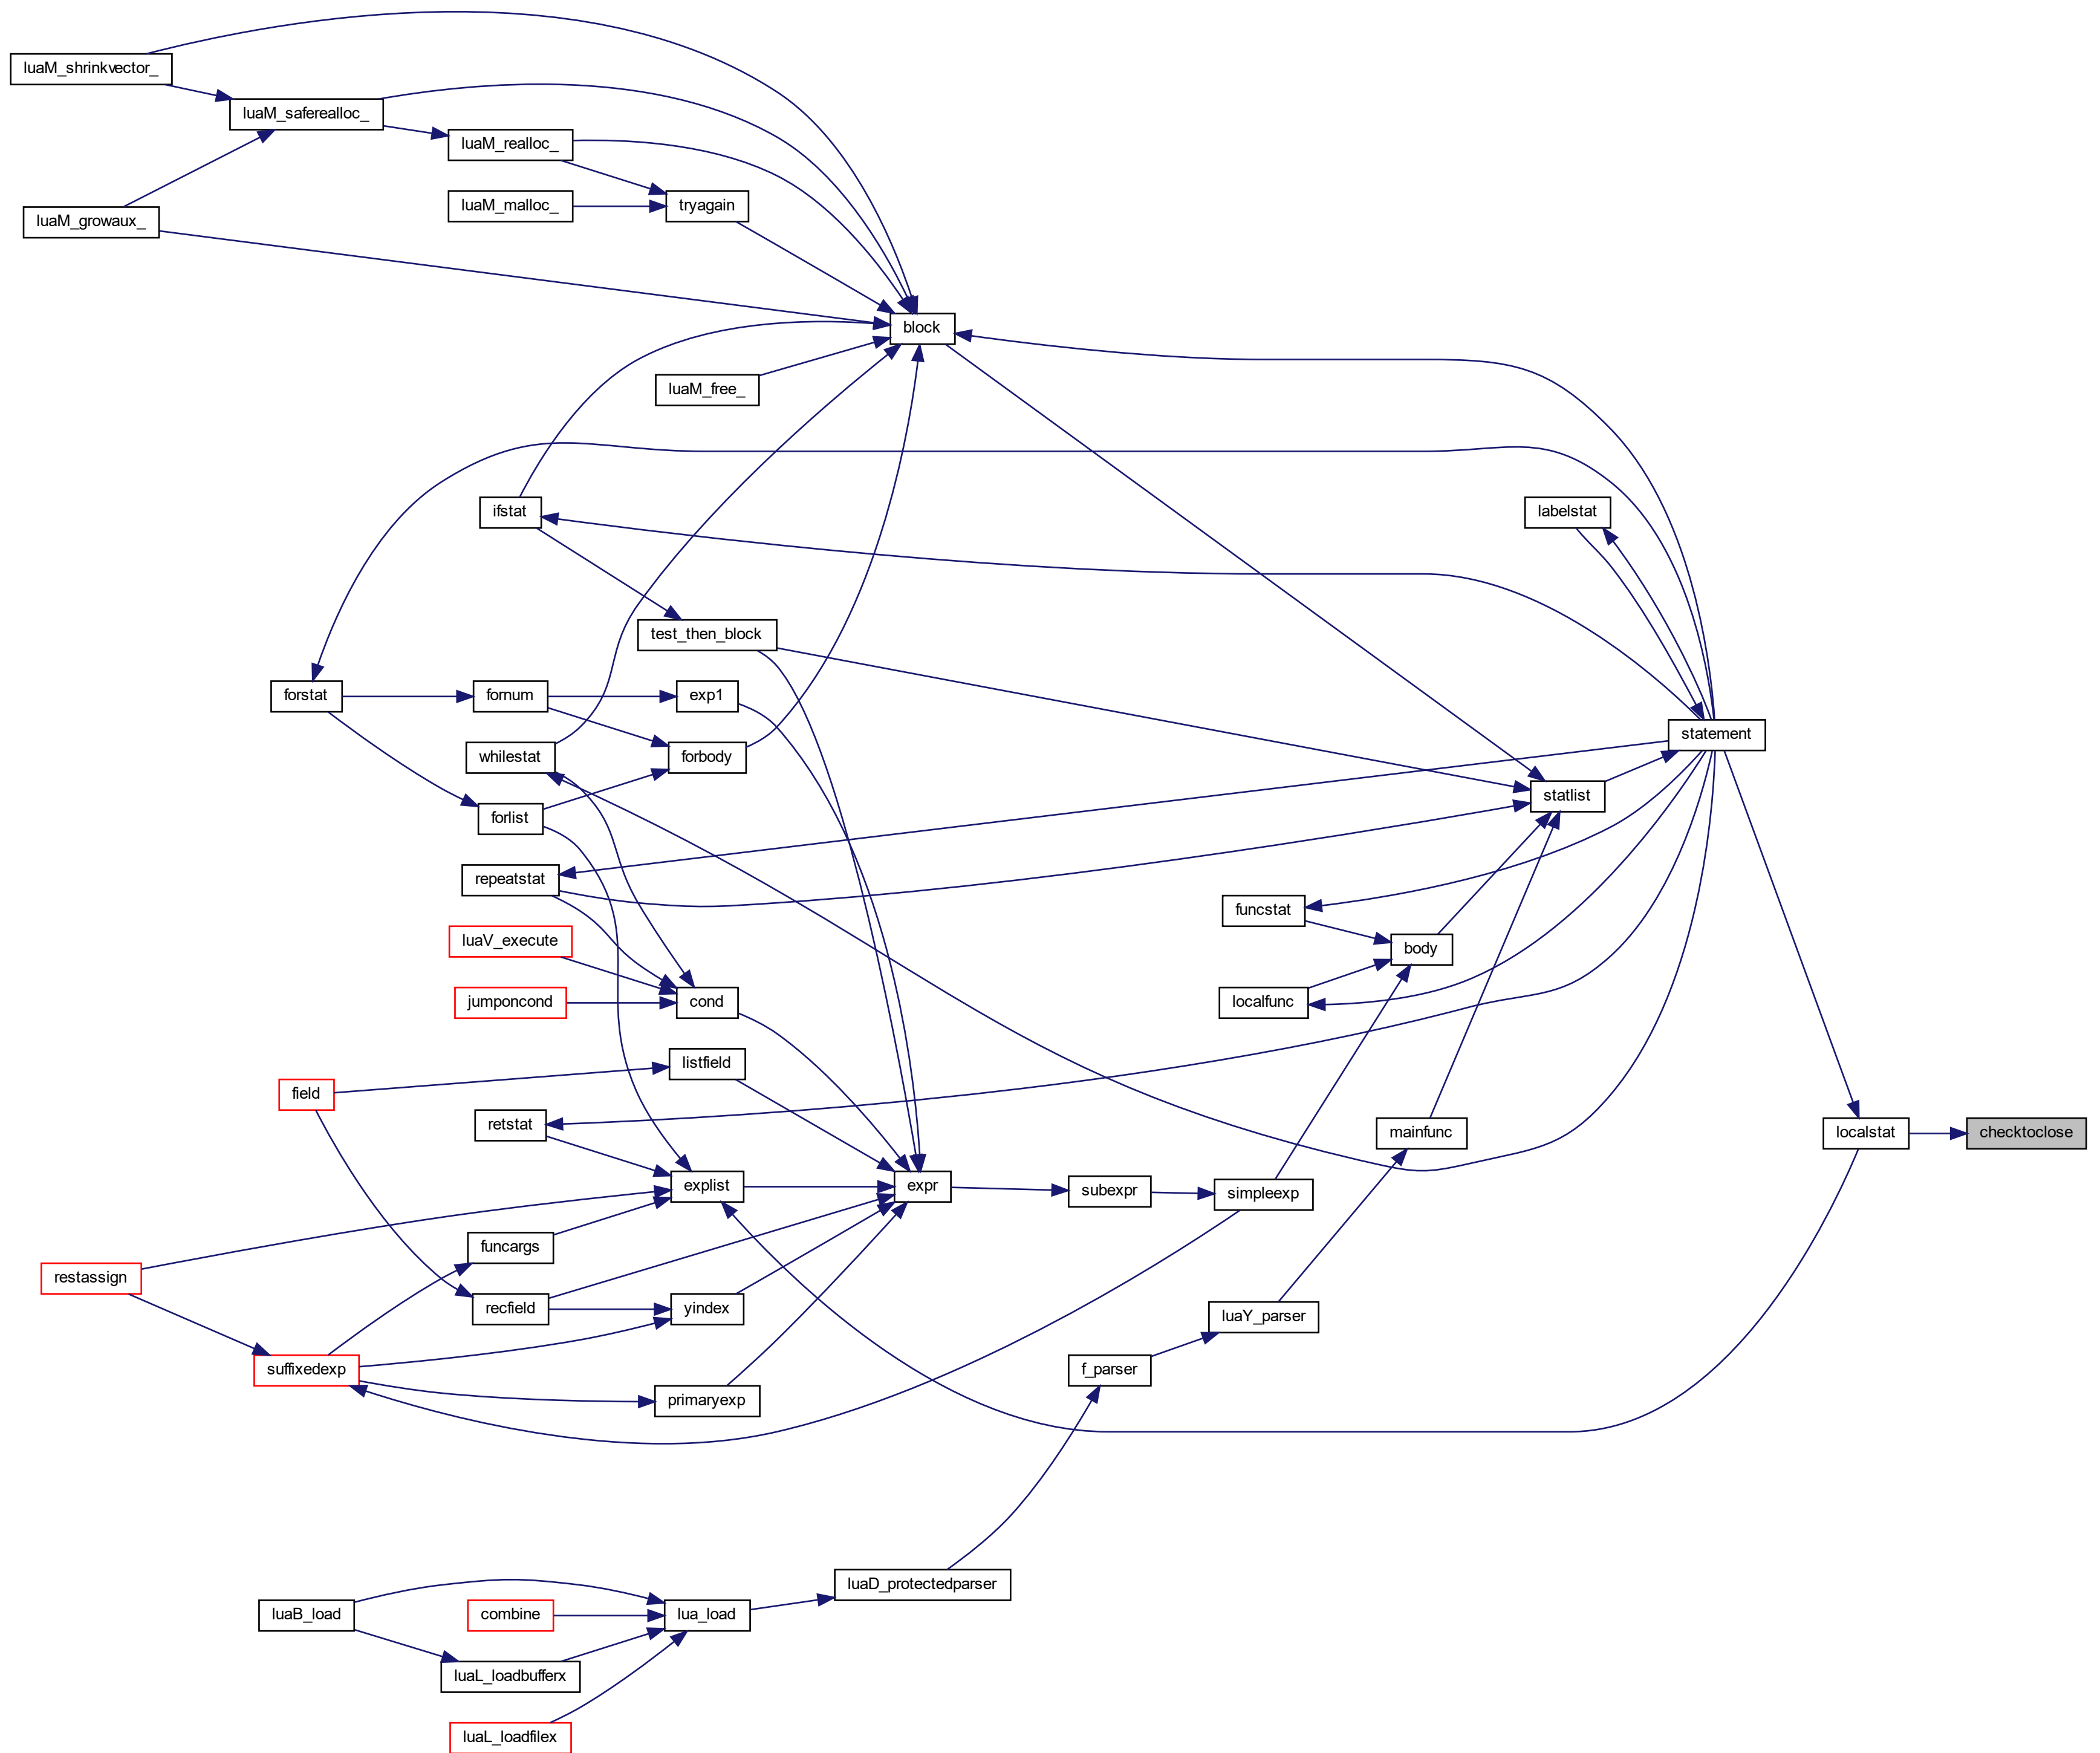 luaM_shrinkvector_
luaM_saferealloc_
luaM_realloc_
luaM_growaux_
luaM_malloc_
tryagain
block
luaM_free_
ifstat
labelstat
test_then_block
forstat
fornum
exp1
statement
whilestat
forbody
forlist
statlist
repeatstat
funcstat
luaV_execute
body
jumponcond
cond
localfunc
listfield
field
retstat
mainfunc
localstat
checktoclose
explist
expr
subexpr
simpleexp
funcargs
restassign
recfield
yindex
luaY_parser
suffixedexp
f_parser
primaryexp
luaD_protectedparser
luaB_load
combine
lua_load
luaL_loadbufferx
luaL_loadfilex